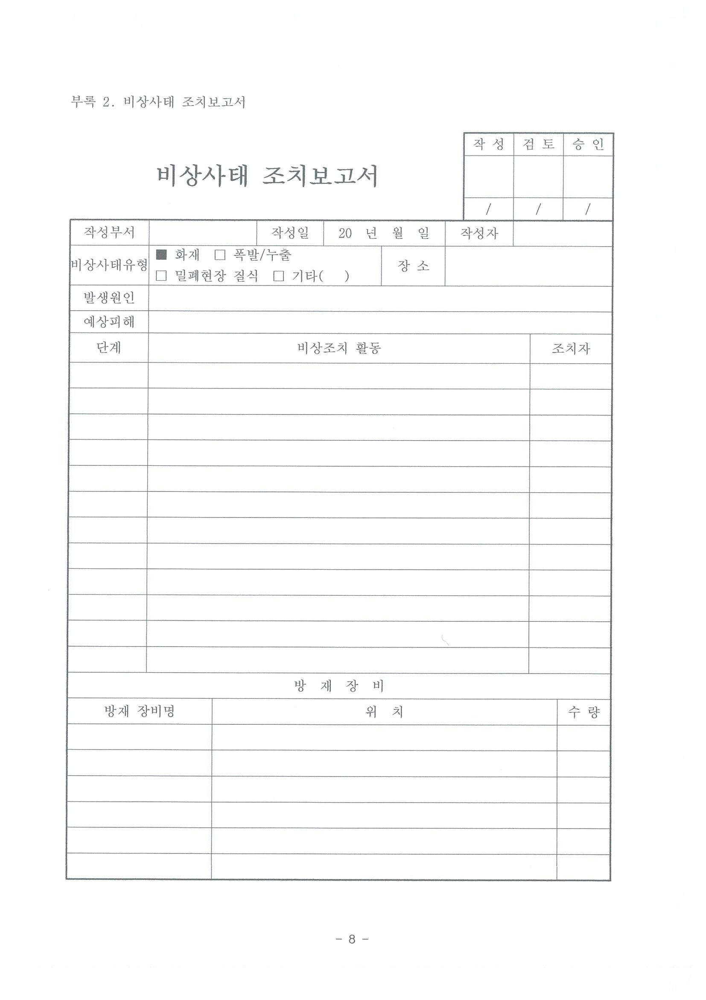 부록 2. 비상사태 조치보고서
작 성 검 토 승 인
비상사태 조치보고서
/ / /
작성부서 작성일 20 년 월 일 작성자
비상사태유형 ■ 화재 □ 폭발/누출 장 소
□ 밀폐현장 질식 □ 기타( )
발생원인
예상피해
단계 비상조치 활동 조치자
방 재 장 비
방재 장비명 위 치 수 량
- 8 -